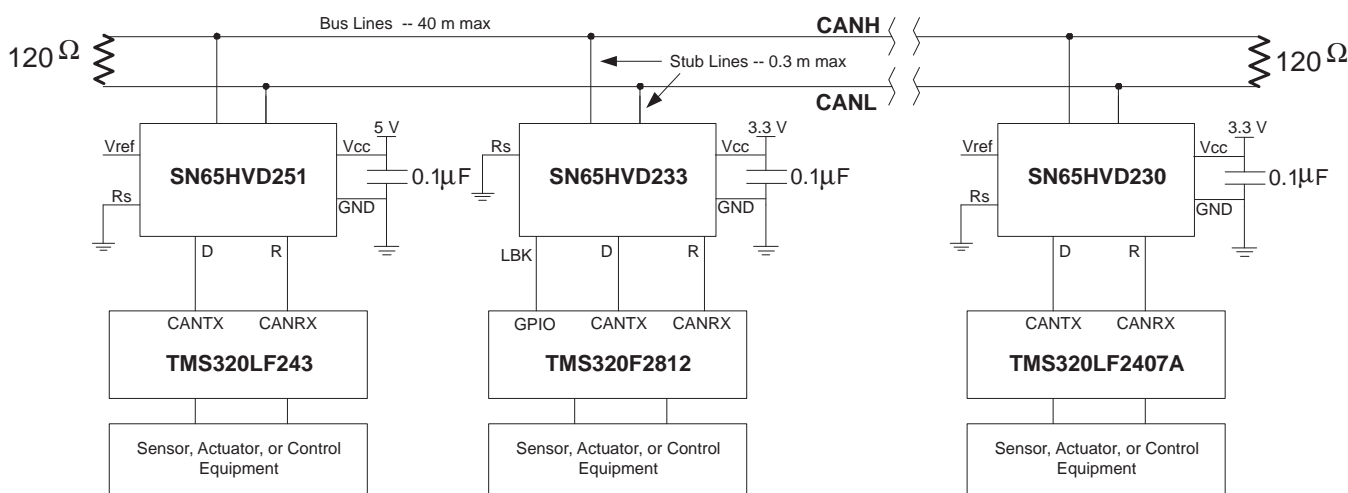 Bus Lines -- 40 m max
CANH
120 Ω
Stub Lines -- 0.3 m max
120 Ω
CANL
5 V
3.3 V
3.3 V
Vref
Vcc
Rs
Vcc
Vref
Vcc
SN65HVD251
0.1µF
SN65HVD233
0.1µF
SN65HVD230
0.1µF
Rs
GND
GND
Rs
GND
D
R
LBK
D
R
D
R
CANTX
CANRX
GPIO
CANTX
CANRX
CANTX
CANRX
TMS320LF243
TMS320F2812
TMS320LF2407A
Sensor, Actuator, or Control
Equipment
Sensor, Actuator, or Control
Equipment
Sensor, Actuator, or Control
Equipment